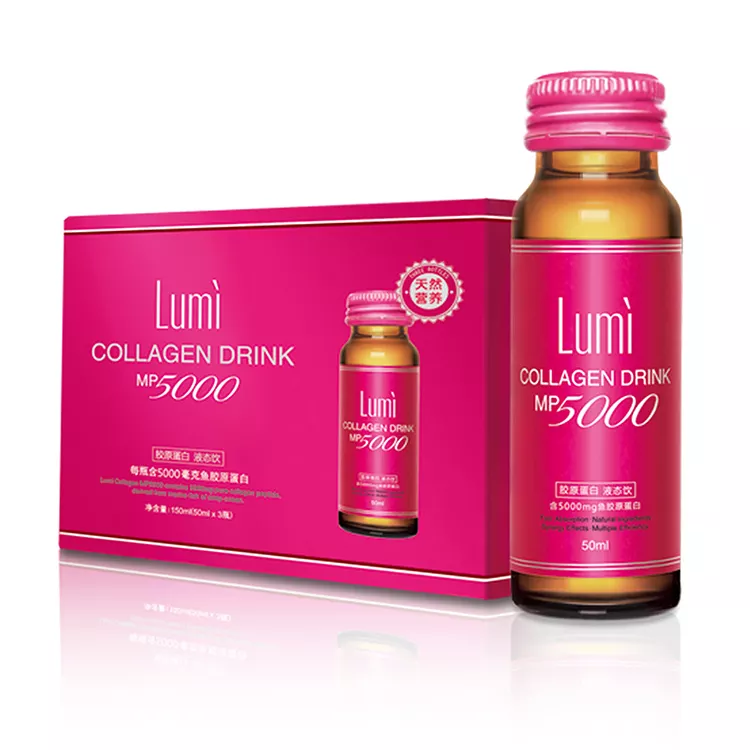 Lumì
COLLAGEN DRINK
MP5000
胶原蛋白 液态饮
每瓶含5000毫克鱼胶原蛋白
净含量：150ml(50ml x 3瓶)
THREE BOTTLES
天然
营养
Lumì
COLLAGEN DRINK
MP5000
50ml
Lumì
COLLAGEN DRINK
MP5000
胶原蛋白 液态饮
含5000mg鱼胶原蛋白
50ml